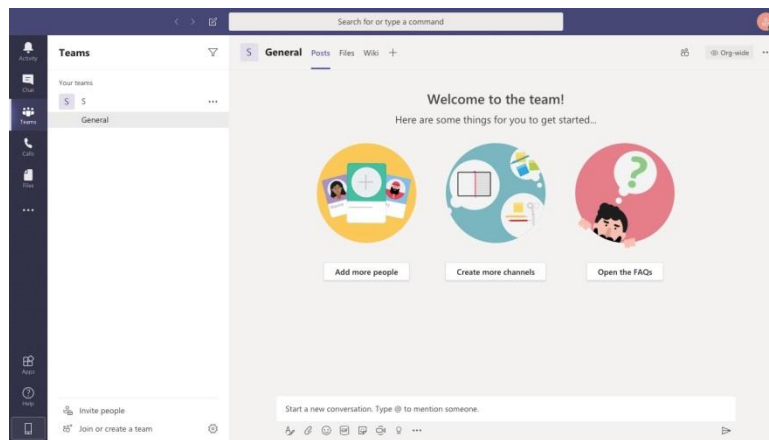 Search for or type a command
Activity
Chat
Teams
Calls
Files
Apps
Help
Teams
Your teams
S S
General
Invite people
Join or create a team
S General Posts Files Wiki +
Org-wide
Welcome to the team!
Here are some things for you to get started...
Add more people
Create more channels
Open the FAQs
Start a new conversation. Type @ to mention someone.
GIF